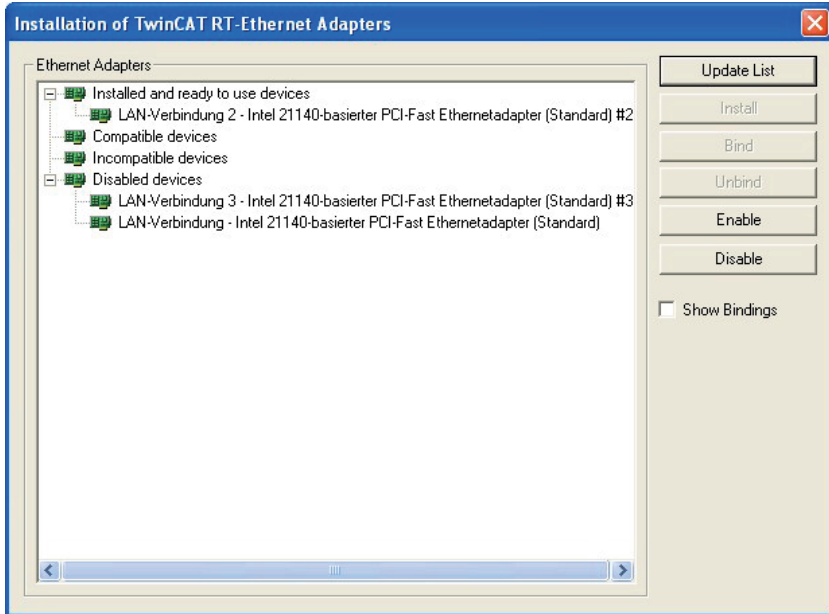 Installation of TwinCAT RT-Ethernet Adapters
Ethernet Adapters
Installed and ready to use devices
LAN-Verbindung 2 - Intel 21140-basierter PCI-Fast Ethernetadapter (Standard) #2
Compatible devices
Incompatible devices
Disabled devices
LAN-Verbindung 3 - Intel 21140-basierter PCI-Fast Ethernetadapter (Standard) #3
LAN-Verbindung - Intel 21140-basierter PCI-Fast Ethernetadapter (Standard)
Update List
Install
Bind
Unbind
Enable
Disable
Show Bindings